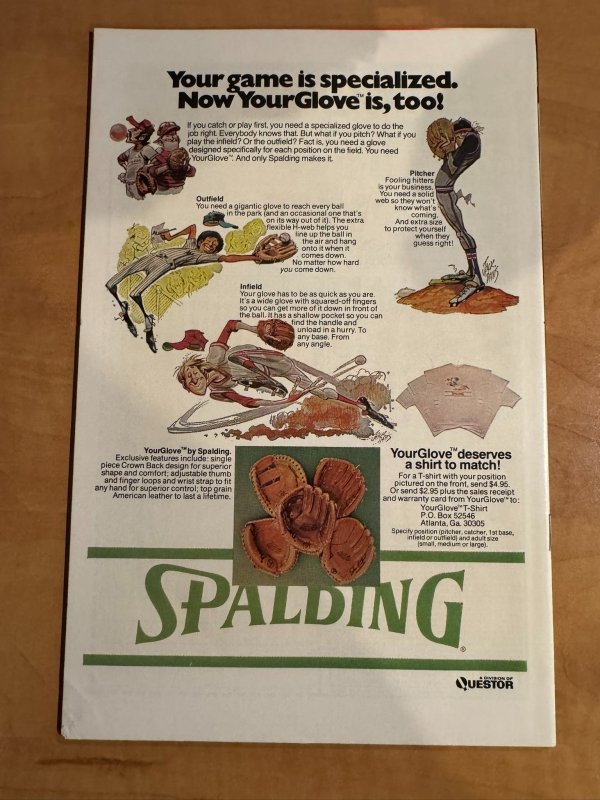 Your game is specialized.
Now YourGlove™ is, too!
If you catch or play first, you need a specialized glove to do the
job right. Everybody knows that. But what if you pitch? What if you
play the infield? Or the outfield? Fact is, you need a glove
designed specifically for each position on the field. You need
YourGlove™. And only Spalding makes it.
Pitcher
Fooling hitters
is your business.
You need a solid
web so they won't
know what's
coming.
And extra size
to protect yourself
when they
guess right!
Outfield
You need a gigantic glove to reach every ball
in the park (and an occasional one that's
on its way out of it). The extra
flexible H-web helps you
line up the ball in
the air and hang
onto it when it
comes down.
No matter how hard
you come down.
Infield
Your glove has to be as quick as you are.
It's a wide glove with squared-off fingers
so you can get more of it down in front of
the ball. It has a shallow pocket so you can
find the handle and
unload in a hurry. To
any base. From
any angle.
YourGlove™ by Spalding.
Exclusive features include: single
piece Crown Back design for superior
shape and comfort; adjustable thumb
and finger loops and wrist strap to fit
any hand for superior control; top grain
American leather to last a lifetime.
YourGlove™ deserves
a shirt to match!
For a T-shirt with your position
pictured on the front, send $4.95.
Or send $2.95 plus the sales receipt
and warranty card from YourGlove™ to:
YourGlove™ T-Shirt
P.O. Box 52546
Atlanta, Ga. 30305
Specify position (pitcher, catcher, 1st base,
infield or outfield) and adult size
(small, medium or large).
SPALDING®
A DIVISION OF
QUESTOR